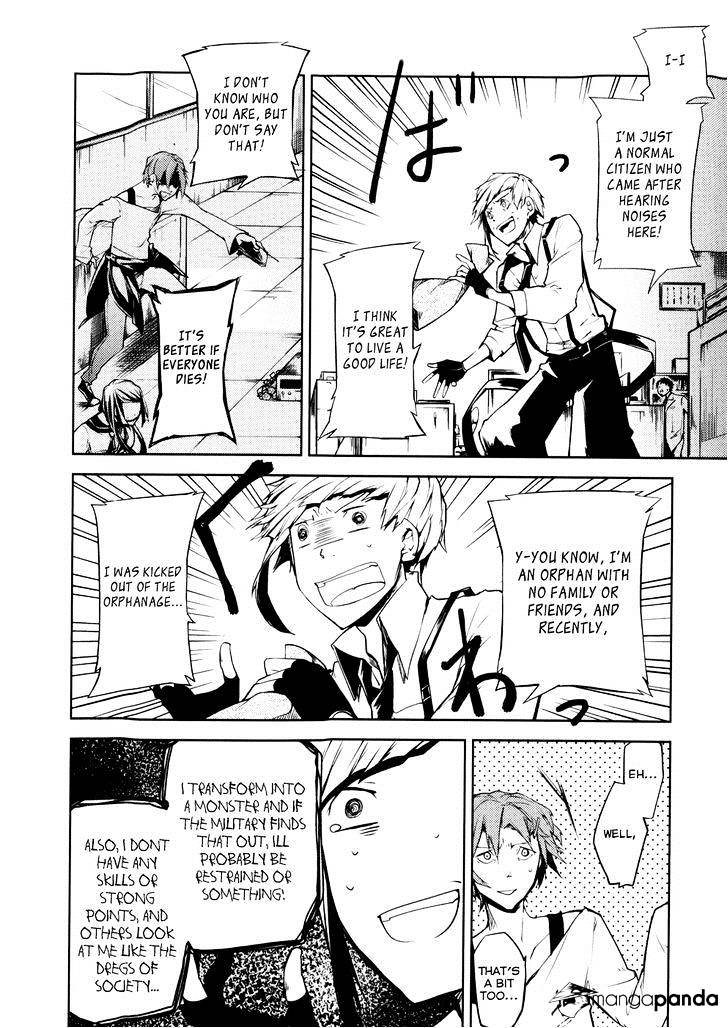 I-I
I'M JUST
A NORMAL
CITIZEN WHO
CAME AFTER
HEARING
NOISES
HERE!
ばっ
I THINK
IT'S GREAT
TO LIVE A
GOOD LIFE!
I DON'T
KNOW WHO
YOU ARE, BUT
DON'T SAY
THAT!
IT'S
BETTER IF
EVERYONE
DIES!
Y-YOU KNOW, I'M
AN ORPHAN WITH
NO FAMILY OR
FRIENDS, AND
RECENTLY,
わっ
I WAS KICKED
OUT OF THE
ORPHANAGE...
EH...
WELL,
THAT'S
A BIT
TOO...
I TRANSFORM INTO
A MONSTER AND IF
THE MILITARY FINDS
THAT OUT, ILL
PROBABLY BE
RESTRAINED OR
SOMETHING!
ALSO, I DONT
HAVE ANY
SKILLS OR
STRONG
POINTS, AND
OTHERS LOOK
AT ME LIKE THE
DREGS OF
SOCIETY...
mangapanda